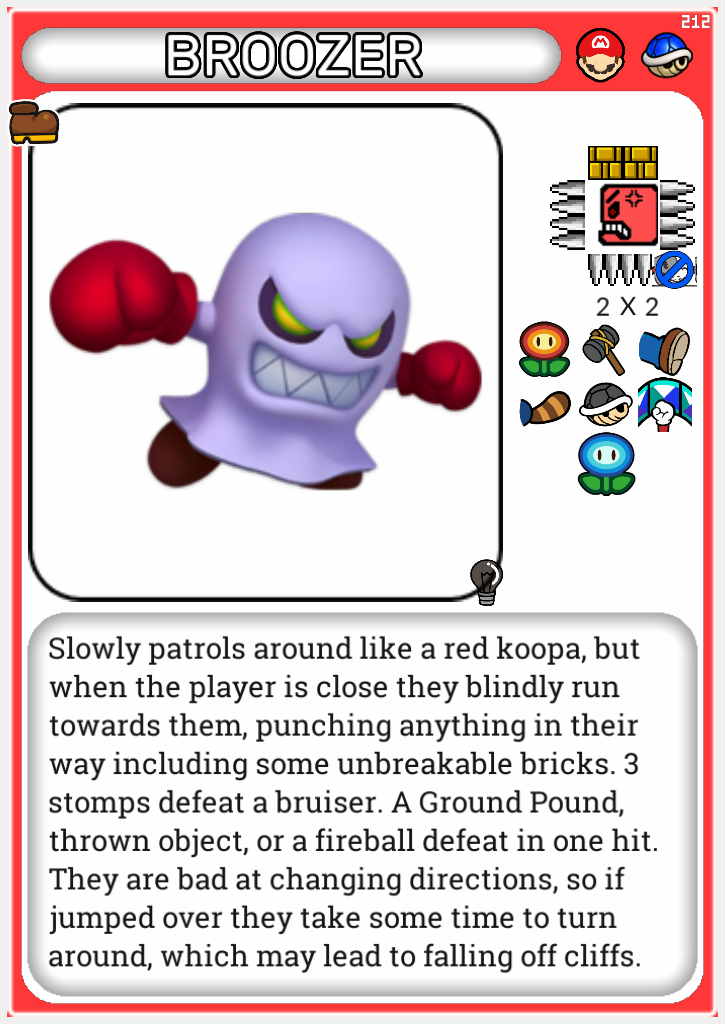 212
BROOZER
2 X 2
Slowly patrols around like a red koopa, but
when the player is close they blindly run
towards them, punching anything in their
way including some unbreakable bricks. 3
stomps defeat a bruiser. A Ground Pound,
thrown object, or a fireball defeat in one hit.
They are bad at changing directions, so if
jumped over they take some time to turn
around, which may lead to falling off cliffs.